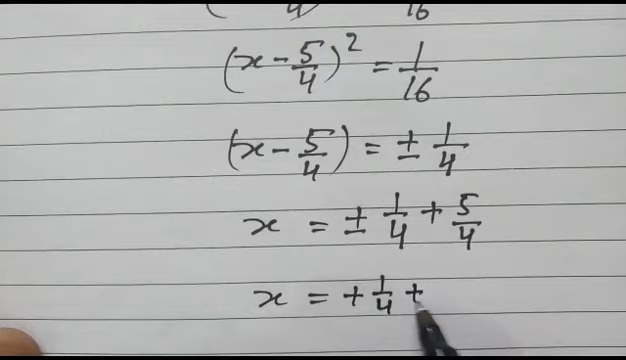 (x - 5/4)² = 1/16
(x - 5/4) = ± 1/4
x = ± 1/4 + 5/4
x = + 1/4 +